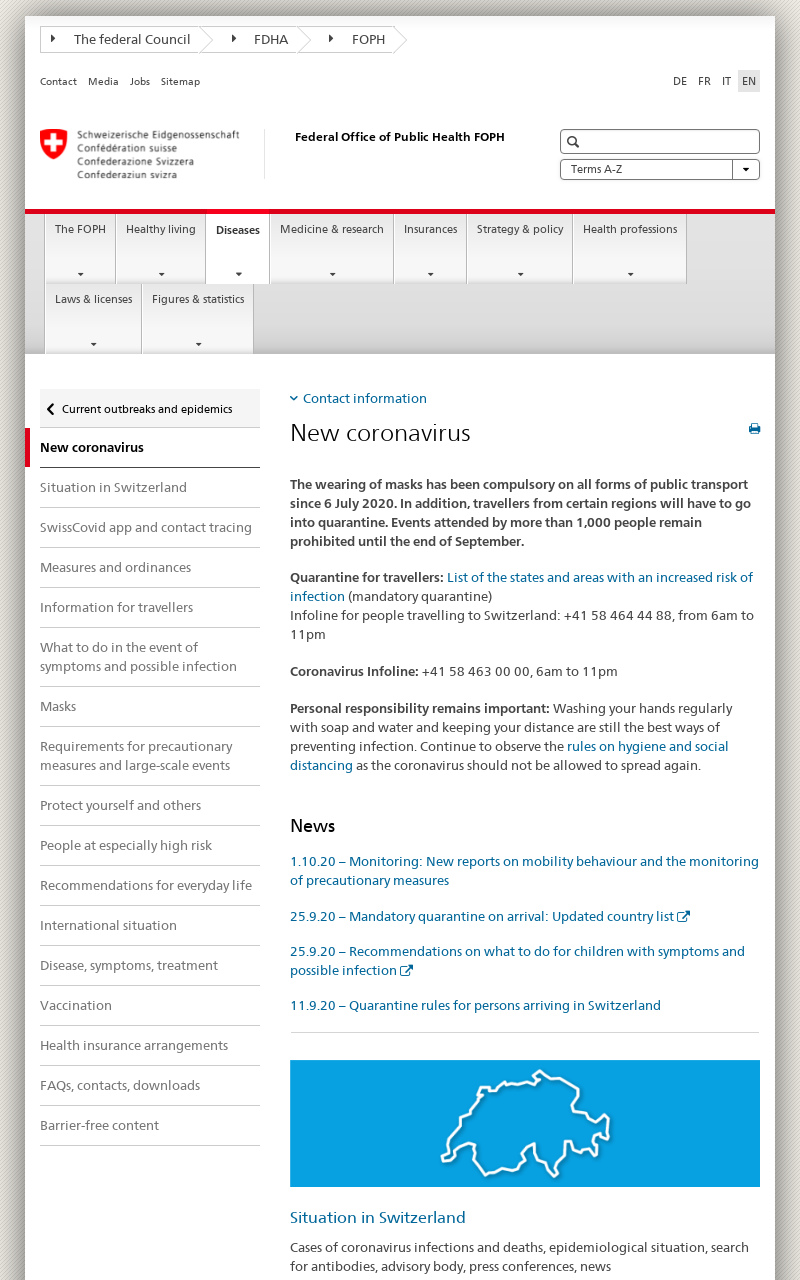 The federal Council
FDHA
FOPH
Contact Media Jobs Sitemap
DE FR IT EN
Schweizerische Eidgenossenschaft
Confédération suisse
Confederazione Svizzera
Confederaziun svizra
Federal Office of Public Health FOPH
Terms A-Z
The FOPH
Healthy living
Diseases
Medicine & research
Insurances
Strategy & policy
Health professions
Laws & licenses
Figures & statistics
Current outbreaks and epidemics
New coronavirus
Situation in Switzerland
SwissCovid app and contact tracing
Measures and ordinances
Information for travellers
What to do in the event of
symptoms and possible infection
Masks
Requirements for precautionary
measures and large-scale events
Protect yourself and others
People at especially high risk
Recommendations for everyday life
International situation
Disease, symptoms, treatment
Vaccination
Health insurance arrangements
FAQs, contacts, downloads
Barrier-free content
Contact information
New coronavirus
The wearing of masks has been compulsory on all forms of public transport
since 6 July 2020. In addition, travellers from certain regions will have to go
into quarantine. Events attended by more than 1,000 people remain
prohibited until the end of September.
Quarantine for travellers: List of the states and areas with an increased risk of
infection (mandatory quarantine)
Infoline for people travelling to Switzerland: +41 58 464 44 88, from 6am to
11pm
Coronavirus Infoline: +41 58 463 00 00, 6am to 11pm
Personal responsibility remains important: Washing your hands regularly
with soap and water and keeping your distance are still the best ways of
preventing infection. Continue to observe the rules on hygiene and social
distancing as the coronavirus should not be allowed to spread again.
News
1.10.20 – Monitoring: New reports on mobility behaviour and the monitoring
of precautionary measures
25.9.20 – Mandatory quarantine on arrival: Updated country list
25.9.20 – Recommendations on what to do for children with symptoms and
possible infection
11.9.20 – Quarantine rules for persons arriving in Switzerland
Situation in Switzerland
Cases of coronavirus infections and deaths, epidemiological situation, search
for antibodies, advisory body, press conferences, news